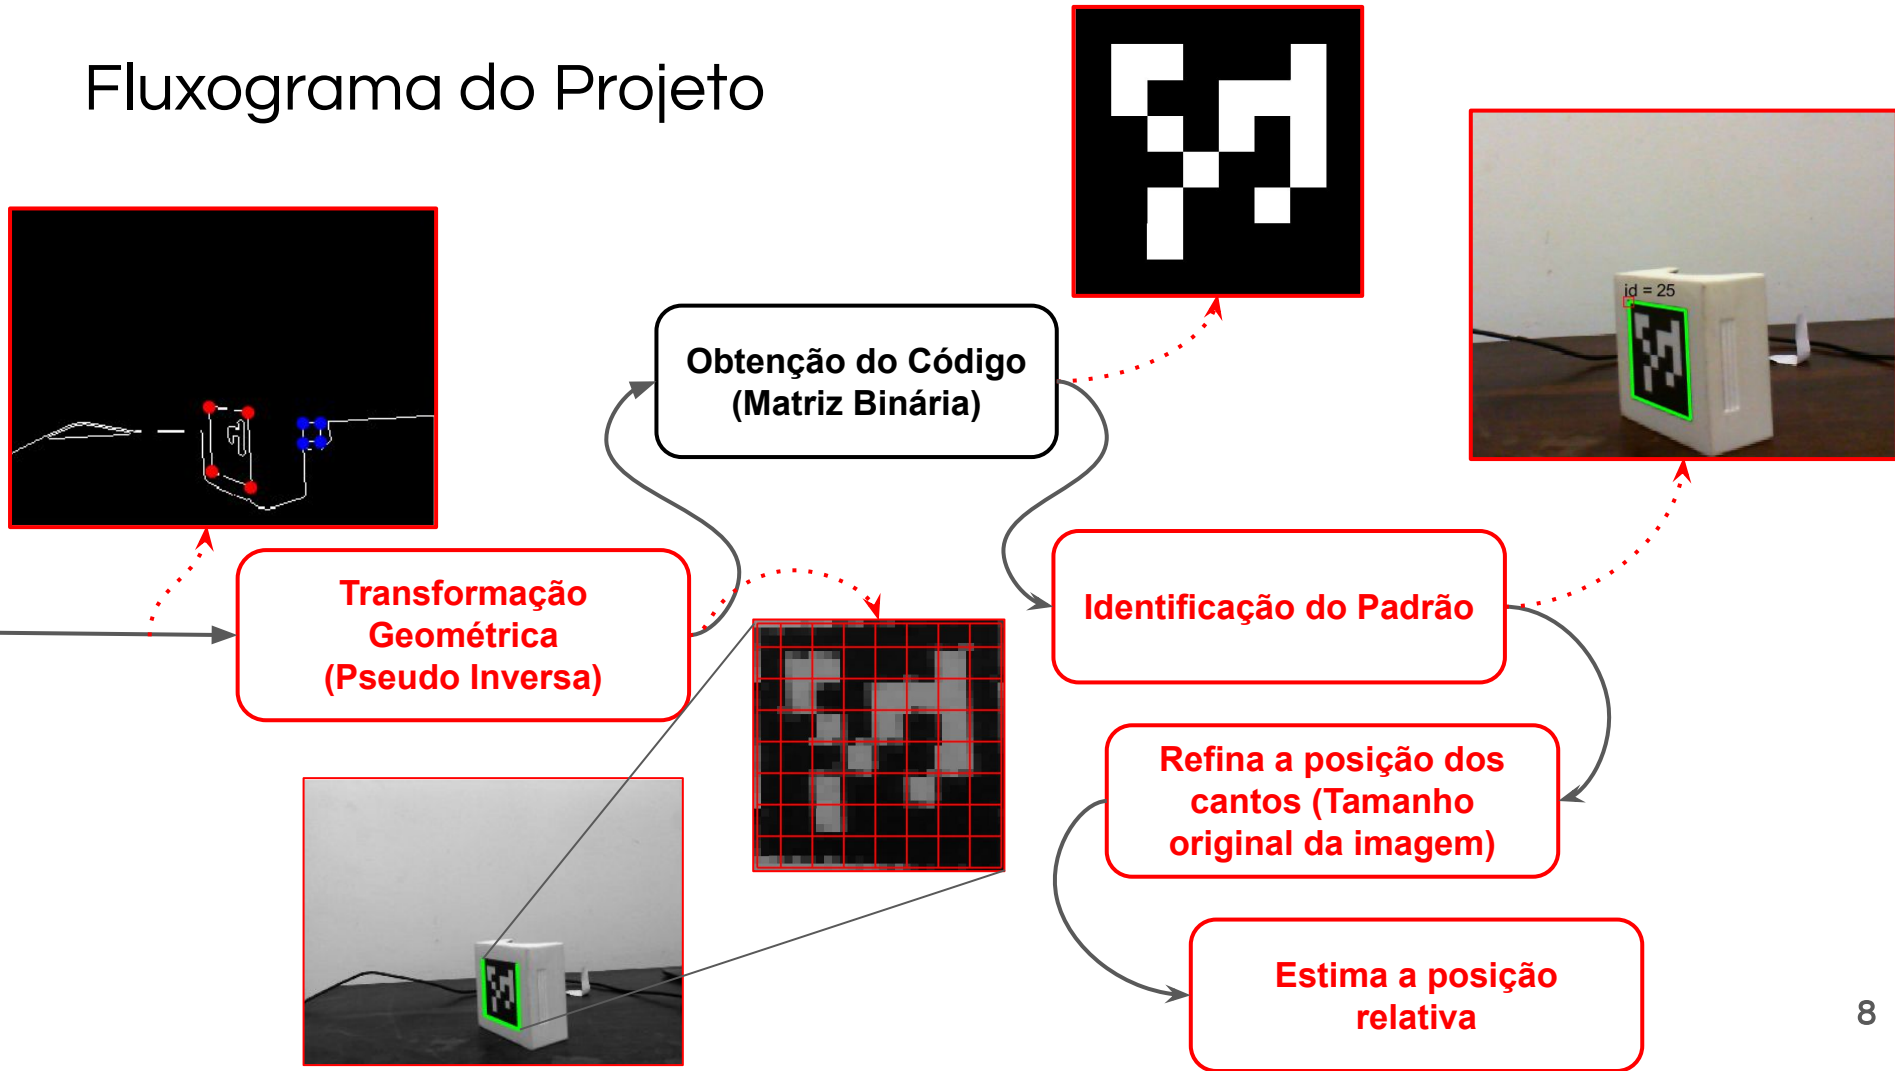 Fluxograma do Projeto
Obtenção do Código
(Matriz Binária)
id = 25
Transformação
Geométrica
(Pseudo Inversa)
Identificação do Padrão
Refina a posição dos
cantos (Tamanho
original da imagem)
Estima a posição
relativa
8